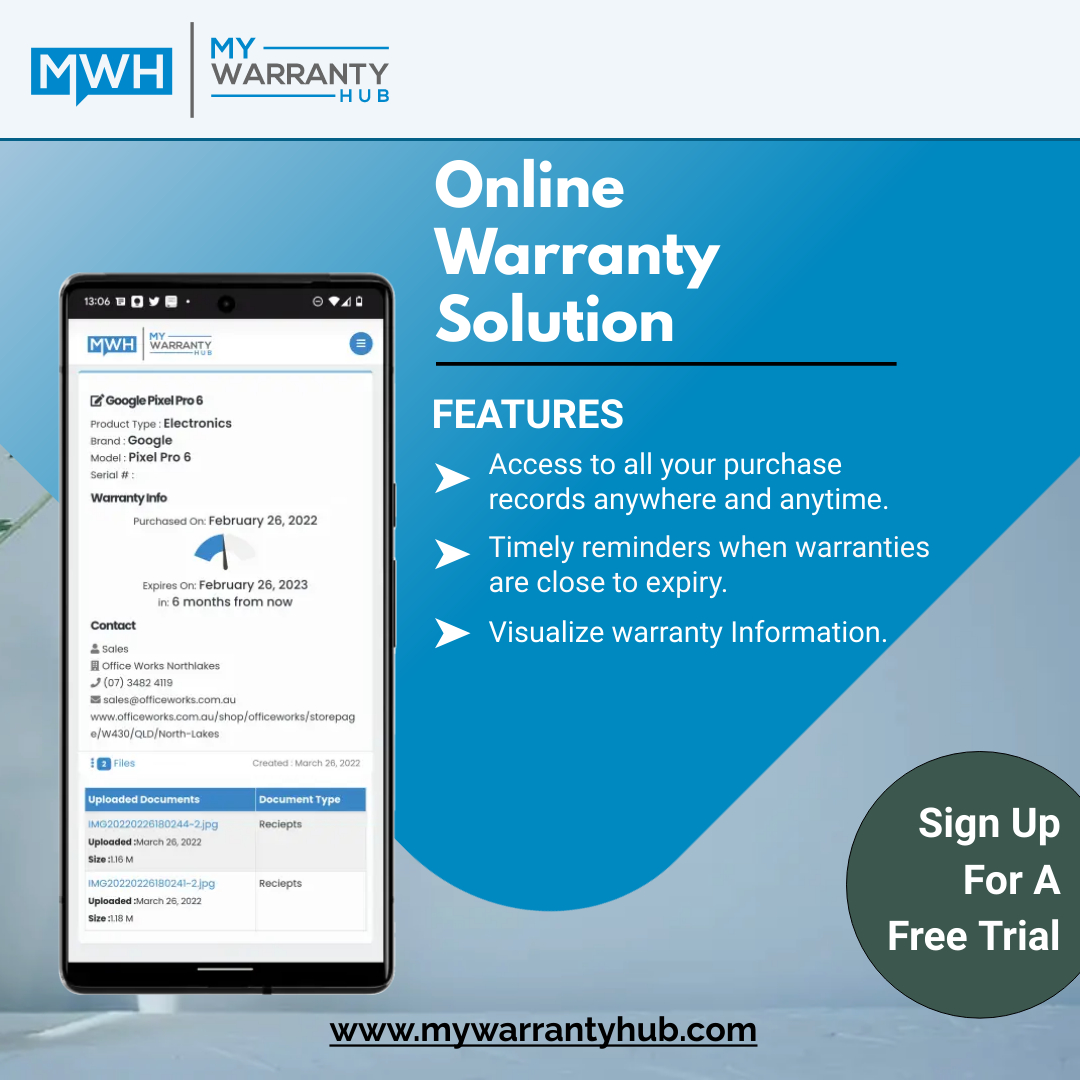 MWH
MY
WARRANTY
HUB
Online
Warranty
Solution
13:06
MWH
MY
WARRANTY
HUB
Google Pixel Pro 6
Product Type : Electronics
Brand : Google
Model : Pixel Pro 6
Serial # :
Warranty Info
Purchased On: February 26, 2022
Expires On: February 26, 2023
in: 6 months from now
Contact
Sales
Office Works Northlakes
(07) 3482 4119
sales@officeworks.com.au
www.officeworks.com.au/shop/officeworks/storepag
e/W430/QLD/North-Lakes
2 Files
Created : March 26, 2022
Uploaded Documents
Document Type
IMG20220226180244-2.jpg
Reciepts
Uploaded :March 26, 2022
Size :1.16 M
IMG20220226180241-2.jpg
Reciepts
Uploaded :March 26, 2022
Size :1.18 M
FEATURES
Access to all your purchase
records anywhere and anytime.
Timely reminders when warranties
are close to expiry.
Visualize warranty Information.
Sign Up
For A
Free Trial
www.mywarrantyhub.com